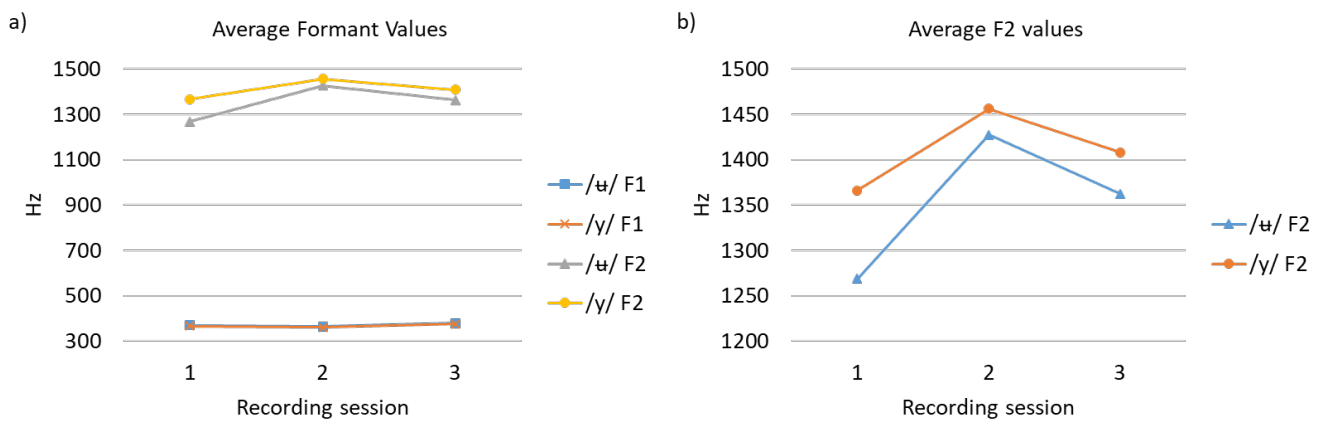 a)
Average Formant Values
Hz
1500
1300
1100
900
700
500
300
1
2
3
Recording session
/ʉ/ F1
/y/ F1
/ʉ/ F2
/y/ F2
b)
Average F2 values
Hz
1500
1450
1400
1350
1300
1250
1200
1
2
3
Recording session
/ʉ/ F2
/y/ F2